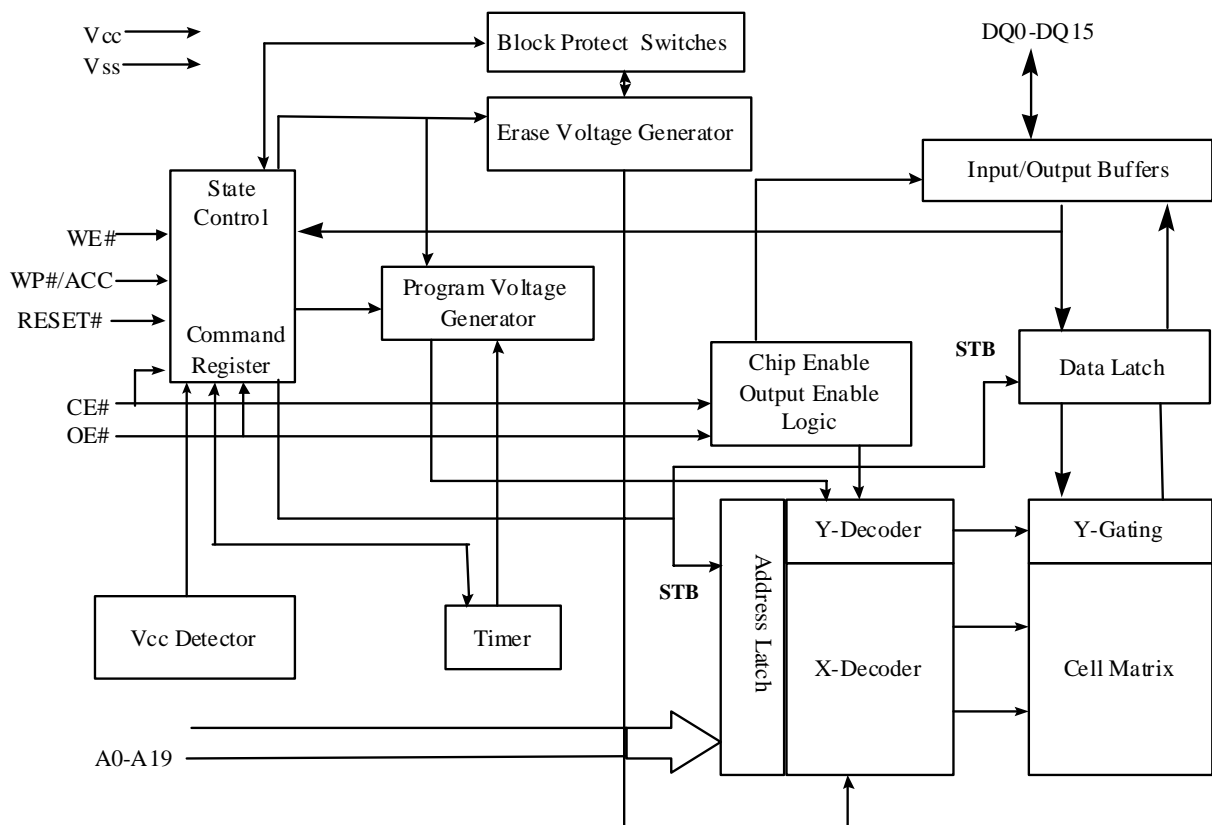 Vcc
Vss
Block Protect Switches
DQ0-DQ15
Erase Voltage Generator
Input/Output Buffers
State
Control
WE#
WP#/ACC
RESET#
Program Voltage
Generator
Command
Register
STB
Chip Enable
Output Enable
Logic
Data Latch
CE#
OE#
Y-Decoder
Y-Gating
Address Latch
STB
Vcc Detector
Timer
X-Decoder
Cell Matrix
A0-A19